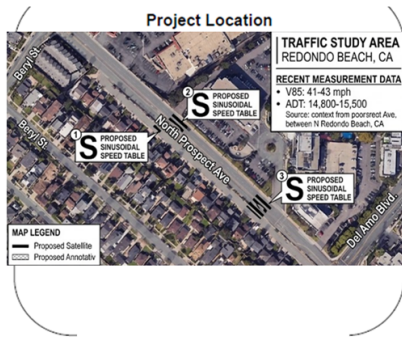 Project Location
TRAFFIC STUDY AREA
REDONDO BEACH, CA
RECENT MEASUREMENT DATA
• V85: 41-43 mph
• ADT: 14,800-15,500
Source: context from poorsrest Ave,
between N Redondo Beach, CA
Beryl St.
Beryl St.
2
S PROPOSED
SINUSOIDAL
SPEED TABLE
1
S PROPOSED
SINUSOIDAL
SPEED TABLE
North Prospect Ave.
3
S PROPOSED
SINUSOIDAL
SPEED TABLE
Del Amo Blvd.
MAP LEGEND
Proposed Satellite
Proposed Annotativ